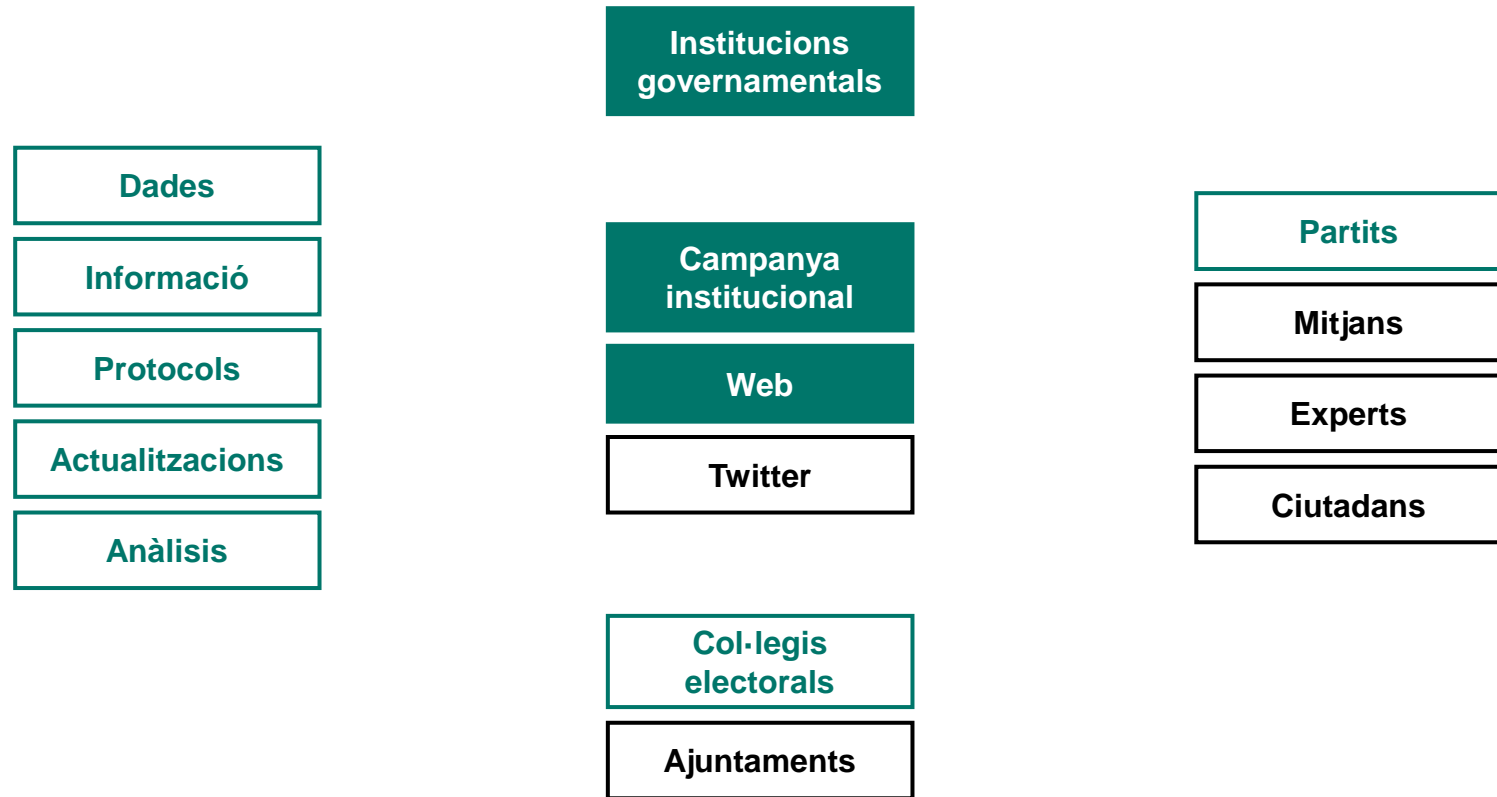 Institucions
governamentals
Dades
Informació
Protocols
Actualitzacions
Anàlisis
Campanya
institucional
Web
Twitter
Partits
Mitjans
Experts
Ciutadans
Col·legis
electorals
Ajuntaments